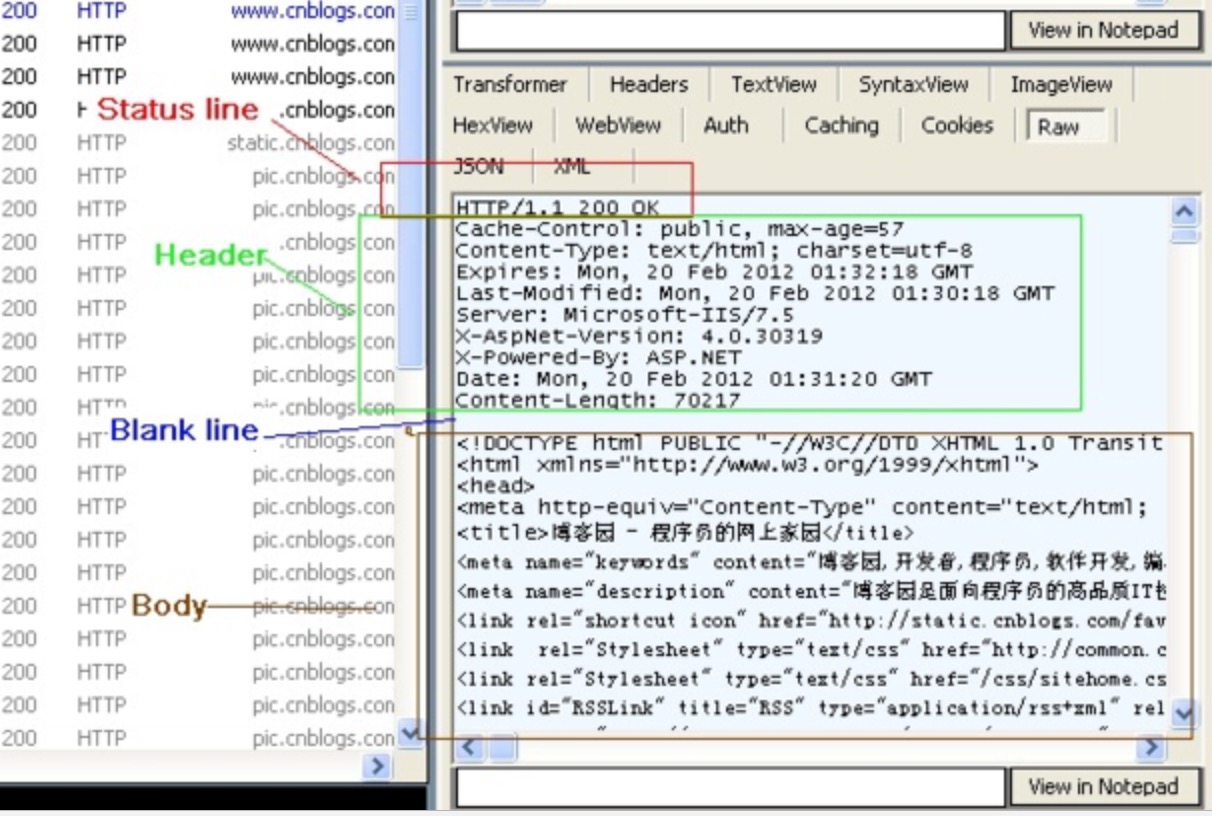 200 HTTP www.cnblogs.con
200 HTTP www.cnblogs.con
200 HTTP www.cnblogs.con
200 .cnblogs.con
Status line
200 HTTP static.cnblogs.con
200 HTTP pic.cnblogs.con
200 HTTP pic.cnblogs.con
200 HTTP .cnblogs.con
Header
200 HTTP pic.cnblogs.con
200 HTTP pic.cnblogs.con
200 HTTP pic.cnblogs.con
200 HTTP pic.cnblogs.con
200 HTTP .cnblogs.con
Blank line
200 HT .cnblogs.con
200 HTTP pic.cnblogs.con
200 HTTP pic.cnblogs.con
200 HTTP pic.cnblogs.con
200 HTTP pic.cnblogs.con
200 HTTP pic.cnblogs.con
Body
200 HTTP pic.cnblogs.con
200 HTTP pic.cnblogs.con
200 HTTP pic.cnblogs.con
200 HTTP pic.cnblogs.con
View in Notepad
Transformer Headers TextView SyntaxView ImageView
HexView WebView Auth Caching Cookies Raw
JSON XML
HTTP/1.1 200 OK
Cache-Control: public, max-age=57
Content-Type: text/html; charset=utf-8
Expires: Mon, 20 Feb 2012 01:32:18 GMT
Last-Modified: Mon, 20 Feb 2012 01:30:18 GMT
Server: Microsoft-IIS/7.5
X-AspNet-Version: 4.0.30319
X-Powered-By: ASP.NET
Date: Mon, 20 Feb 2012 01:31:20 GMT
Content-Length: 70217
<!DOCTYPE html PUBLIC "-//W3C//DTD XHTML 1.0 Transit
<html xmlns="http://www.w3.org/1999/xhtml">
<head>
<meta http-equiv="Content-Type" content="text/html;
<title>博客园 - 程序员的网上家园</title>
<meta name="keywords" content="博客园,开发者,程序员,软件开发,编
<meta name="description" content="博客园是面向程序员的高品质IT
<link rel="shortcut icon" href="http://static.cnblogs.com/fav
<link  rel="Stylesheet" type="text/css" href="http://common.c
<link rel="Stylesheet" type="text/css" href="/css/sitehome.cs
<link id="RSSLink" title="RSS" type="application/rss+xml" rel
View in Notepad